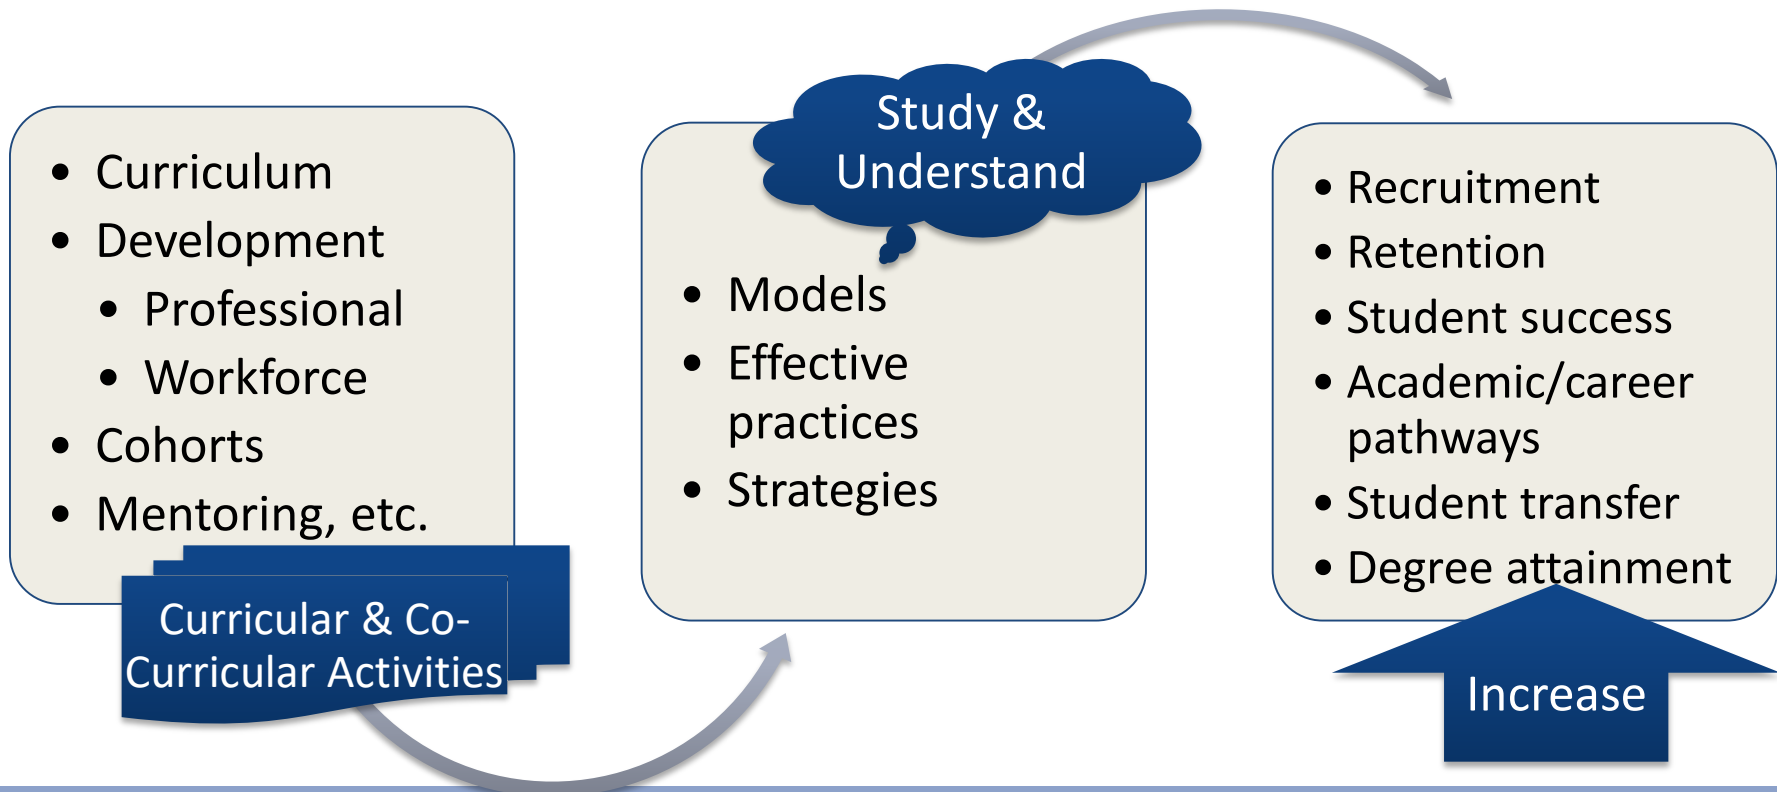 • Curriculum
• Development
• Professional
• Workforce
• Cohorts
• Mentoring, etc.
Curricular & Co-
Curricular Activities
Study &
Understand
• Models
• Effective
practices
• Strategies
• Recruitment
• Retention
• Student success
• Academic/career
pathways
• Student transfer
• Degree attainment
Increase